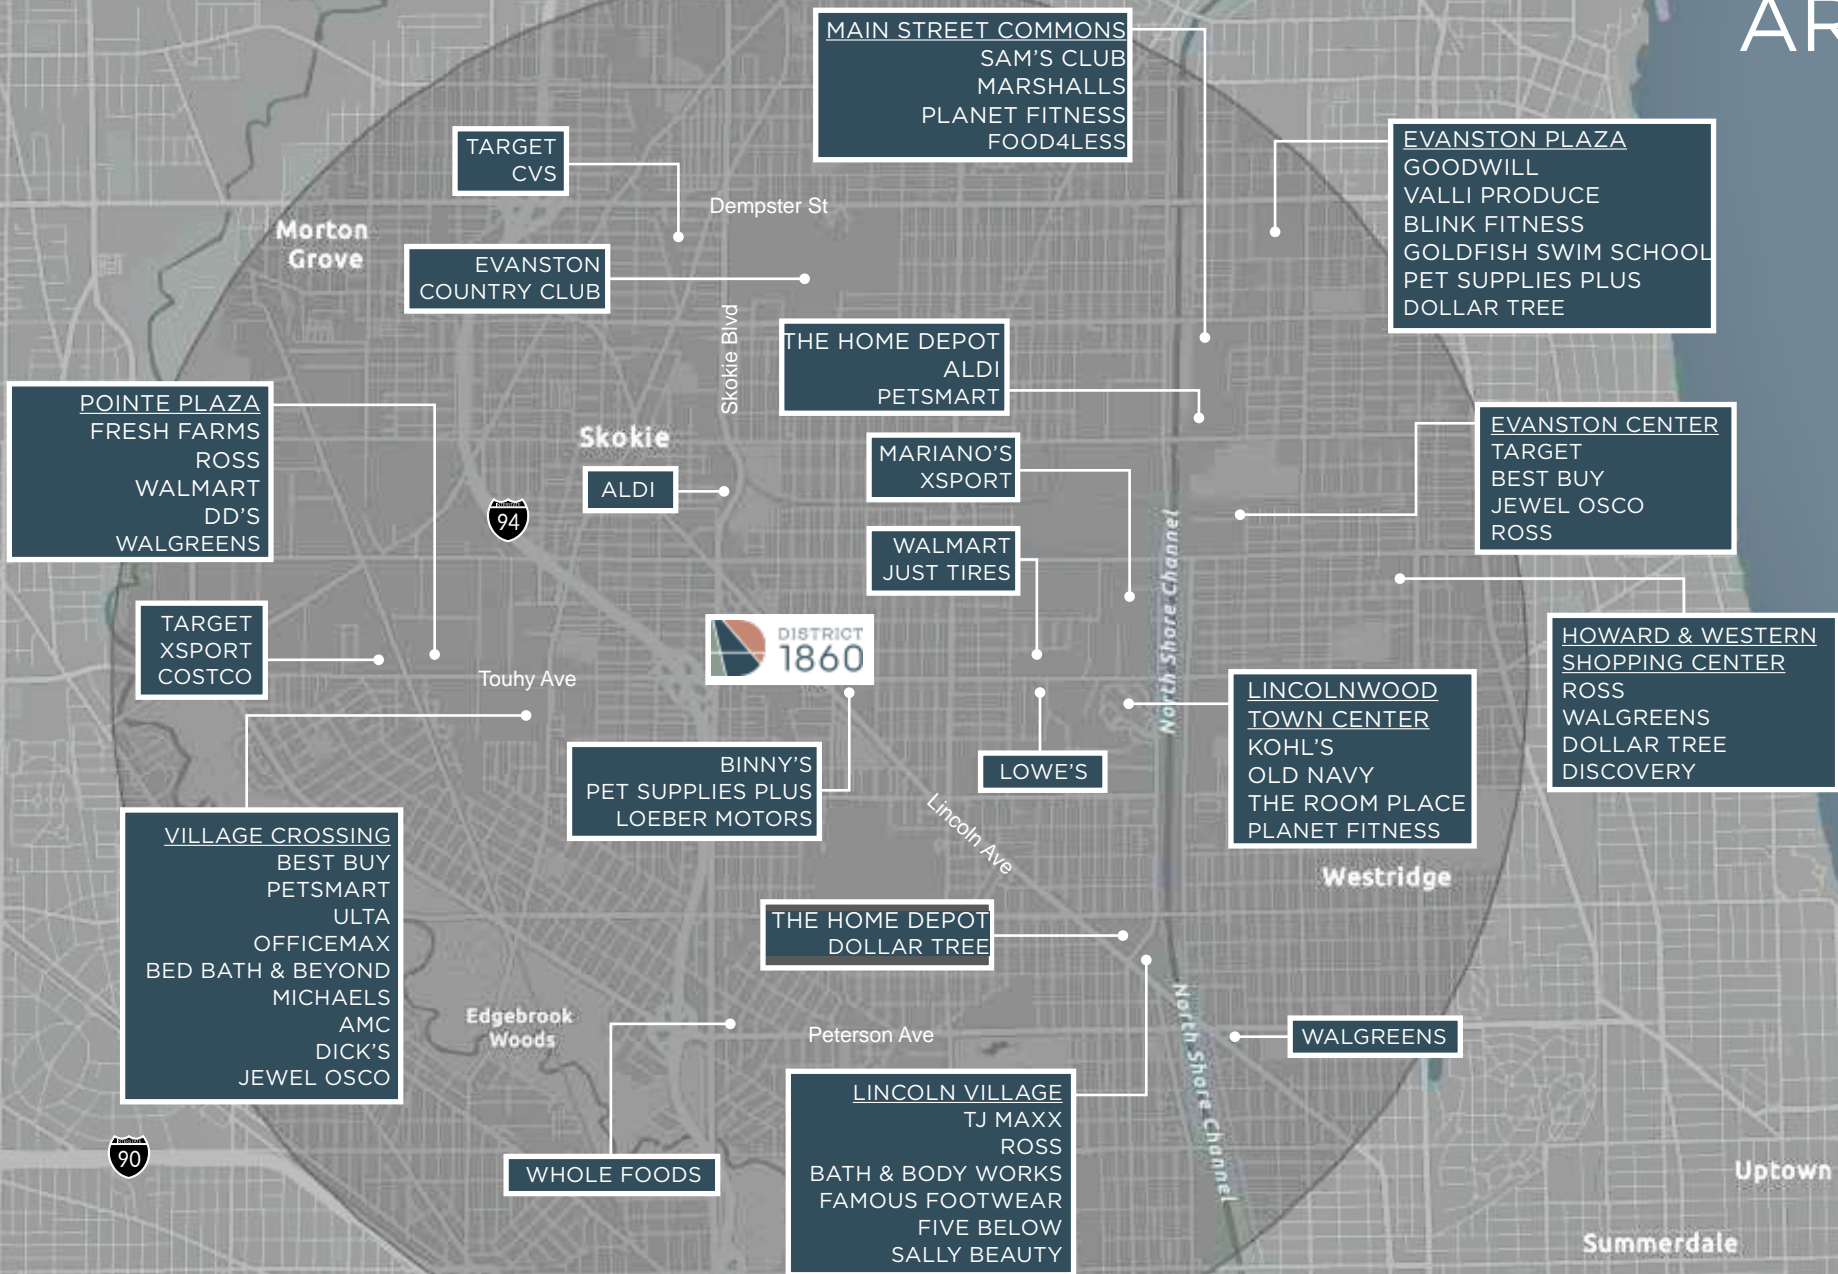 AR
MAIN STREET COMMONS
SAM'S CLUB
MARSHALLS
PLANET FITNESS
FOOD4LESS
TARGET
CVS
EVANSTON PLAZA
GOODWILL
VALLI PRODUCE
BLINK FITNESS
GOLDFISH SWIM SCHOOL
PET SUPPLIES PLUS
DOLLAR TREE
Dempster St
Morton
Grove
EVANSTON
COUNTRY CLUB
Skokie Blvd
THE HOME DEPOT
ALDI
PETSMART
POINTE PLAZA
FRESH FARMS
ROSS
WALMART
DD'S
WALGREENS
Skokie
ALDI
94
MARIANO'S
XSPORT
EVANSTON CENTER
TARGET
BEST BUY
JEWEL OSCO
ROSS
WALMART
JUST TIRES
North Shore Channel
TARGET
XSPORT
COSTCO
DISTRICT
1860
Touhy Ave
HOWARD & WESTERN
SHOPPING CENTER
ROSS
WALGREENS
DOLLAR TREE
DISCOVERY
LINCOLNWOOD
TOWN CENTER
KOHL'S
OLD NAVY
THE ROOM PLACE
PLANET FITNESS
BINNY'S
PET SUPPLIES PLUS
LOEBER MOTORS
LOWE'S
Lincoln Ave
VILLAGE CROSSING
BEST BUY
PETSMART
ULTA
OFFICEMAX
BED BATH & BEYOND
MICHAELS
AMC
DICK'S
JEWEL OSCO
Westridge
THE HOME DEPOT
DOLLAR TREE
Edgebrook
Woods
Peterson Ave
North Shore Channel
WALGREENS
LINCOLN VILLAGE
TJ MAXX
ROSS
BATH & BODY WORKS
FAMOUS FOOTWEAR
FIVE BELOW
SALLY BEAUTY
90
WHOLE FOODS
Uptown
Summerdale